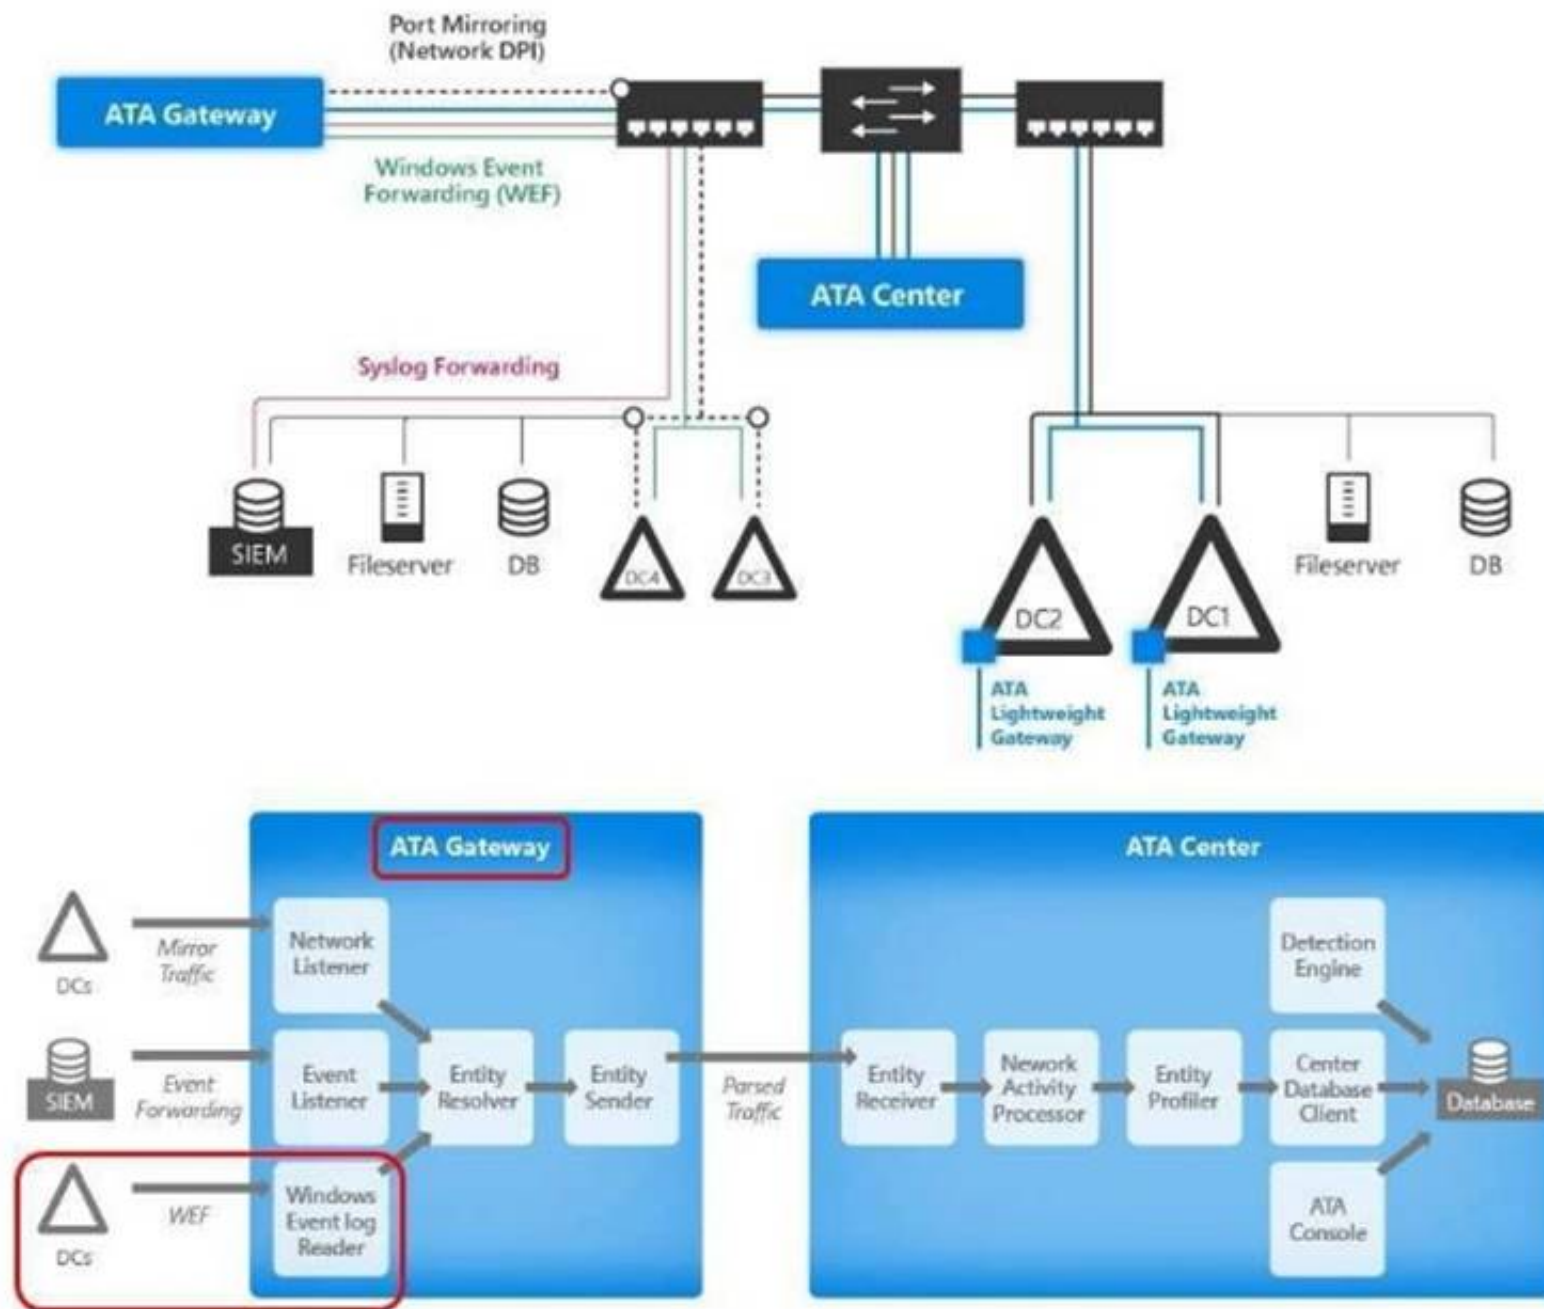 Port Mirroring
(Network DPI)
ATA Gateway
Windows Event
Forwarding (WEF)
ATA Center
Syslog Forwarding
SIEM
Fileserver
DB
DC4
DC3
DC2
DC1
Fileserver
DB
ATA
Lightweight
Gateway
ATA
Lightweight
Gateway
ATA Gateway
ATA Center
DCs
Mirror
Traffic
Network
Listener
Detection
Engine
SIEM
Event
Forwarding
Event
Listener
Entity
Resolver
Entity
Sender
Parsed
Traffic
Entity
Receiver
Nework
Activity
Processor
Entity
Profiler
Center
Database
Client
Database
DCs
WEF
Windows
Event log
Reader
ATA
Console